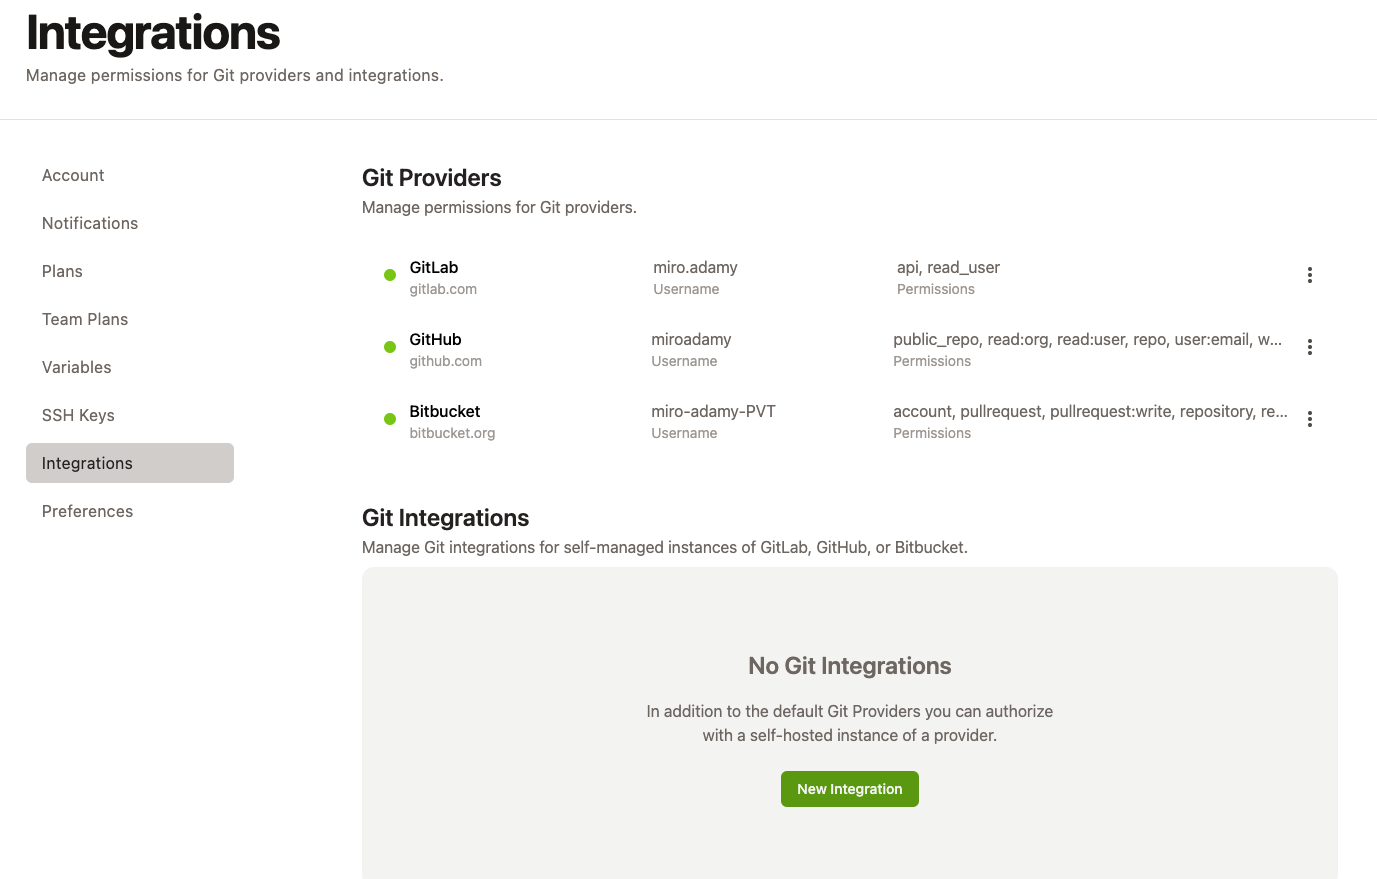 Integrations
Manage permissions for Git providers and integrations.
Account
Notifications
Plans
Team Plans
Variables
SSH Keys
Integrations
Preferences
Git Providers
Manage permissions for Git providers.
GitLab miro.adamy api, read_user
gitlab.com Username Permissions
GitHub miroadamy public_repo, read:org, read:user, repo, user:email, w...
github.com Username Permissions
Bitbucket miro-adamy-PVT account, pullrequest, pullrequest:write, repository, re...
bitbucket.org Username Permissions
Git Integrations
Manage Git integrations for self-managed instances of GitLab, GitHub, or Bitbucket.
No Git Integrations
In addition to the default Git Providers you can authorize
with a self-hosted instance of a provider.
New Integration